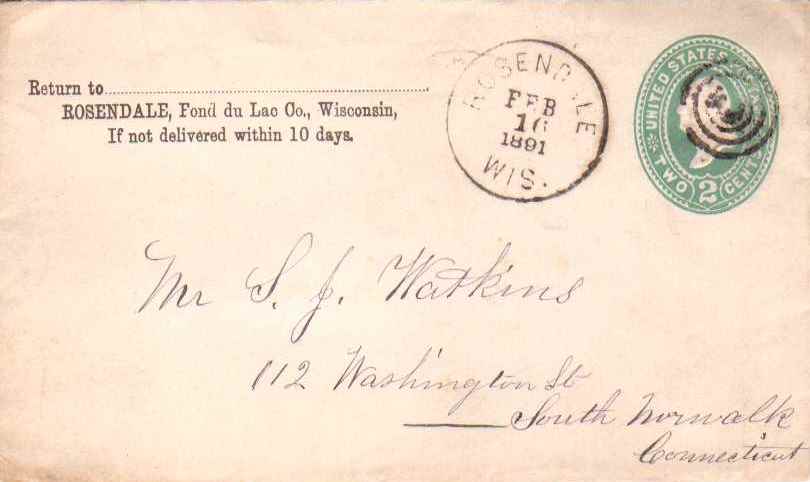 Return to
ROSENDALE, Fond du Lac Co., Wisconsin,
If not delivered within 10 days.
ROSENDALE
FEB
16
1891
WIS.
UNITED STATES
TWO 2 CENTS
Mr S. J. Watkins
112 Washington St
South Norwalk
Connecticut